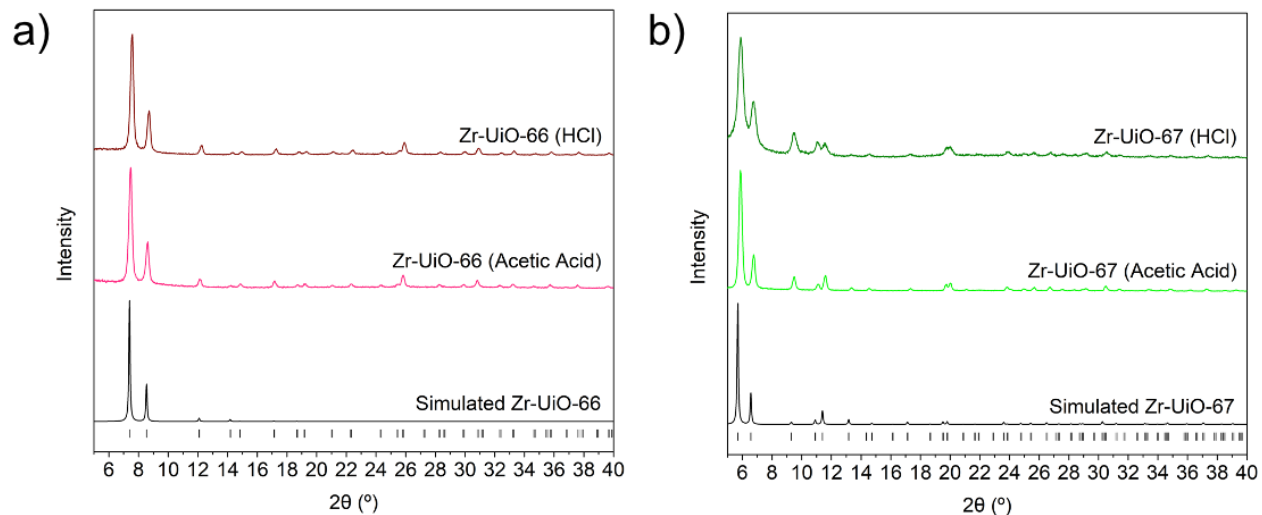 a)
Intensity
Zr-UiO-66 (HCl)
Zr-UiO-66 (Acetic Acid)
Simulated Zr-UiO-66
6 8 10 12 14 16 18 20 22 24 26 28 30 32 34 36 38 40
2θ (º)
b)
Intensity
Zr-UiO-67 (HCl)
Zr-UiO-67 (Acetic Acid)
Simulated Zr-UiO-67
6 8 10 12 14 16 18 20 22 24 26 28 30 32 34 36 38 40
2θ (º)